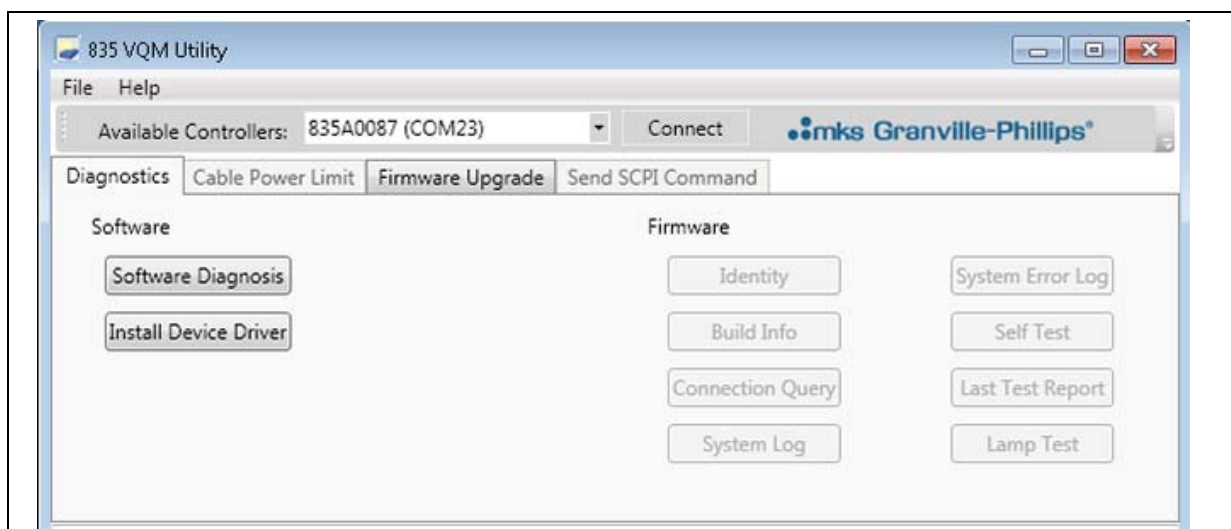 835 VQM Utility
File Help
Available Controllers: 835A0087 (COM23) Connect mks Granville-Phillips®
Diagnostics Cable Power Limit Firmware Upgrade Send SCPI Command
Software Firmware
Software Diagnosis Identity System Error Log
Install Device Driver Build Info Self Test
Connection Query Last Test Report
System Log Lamp Test